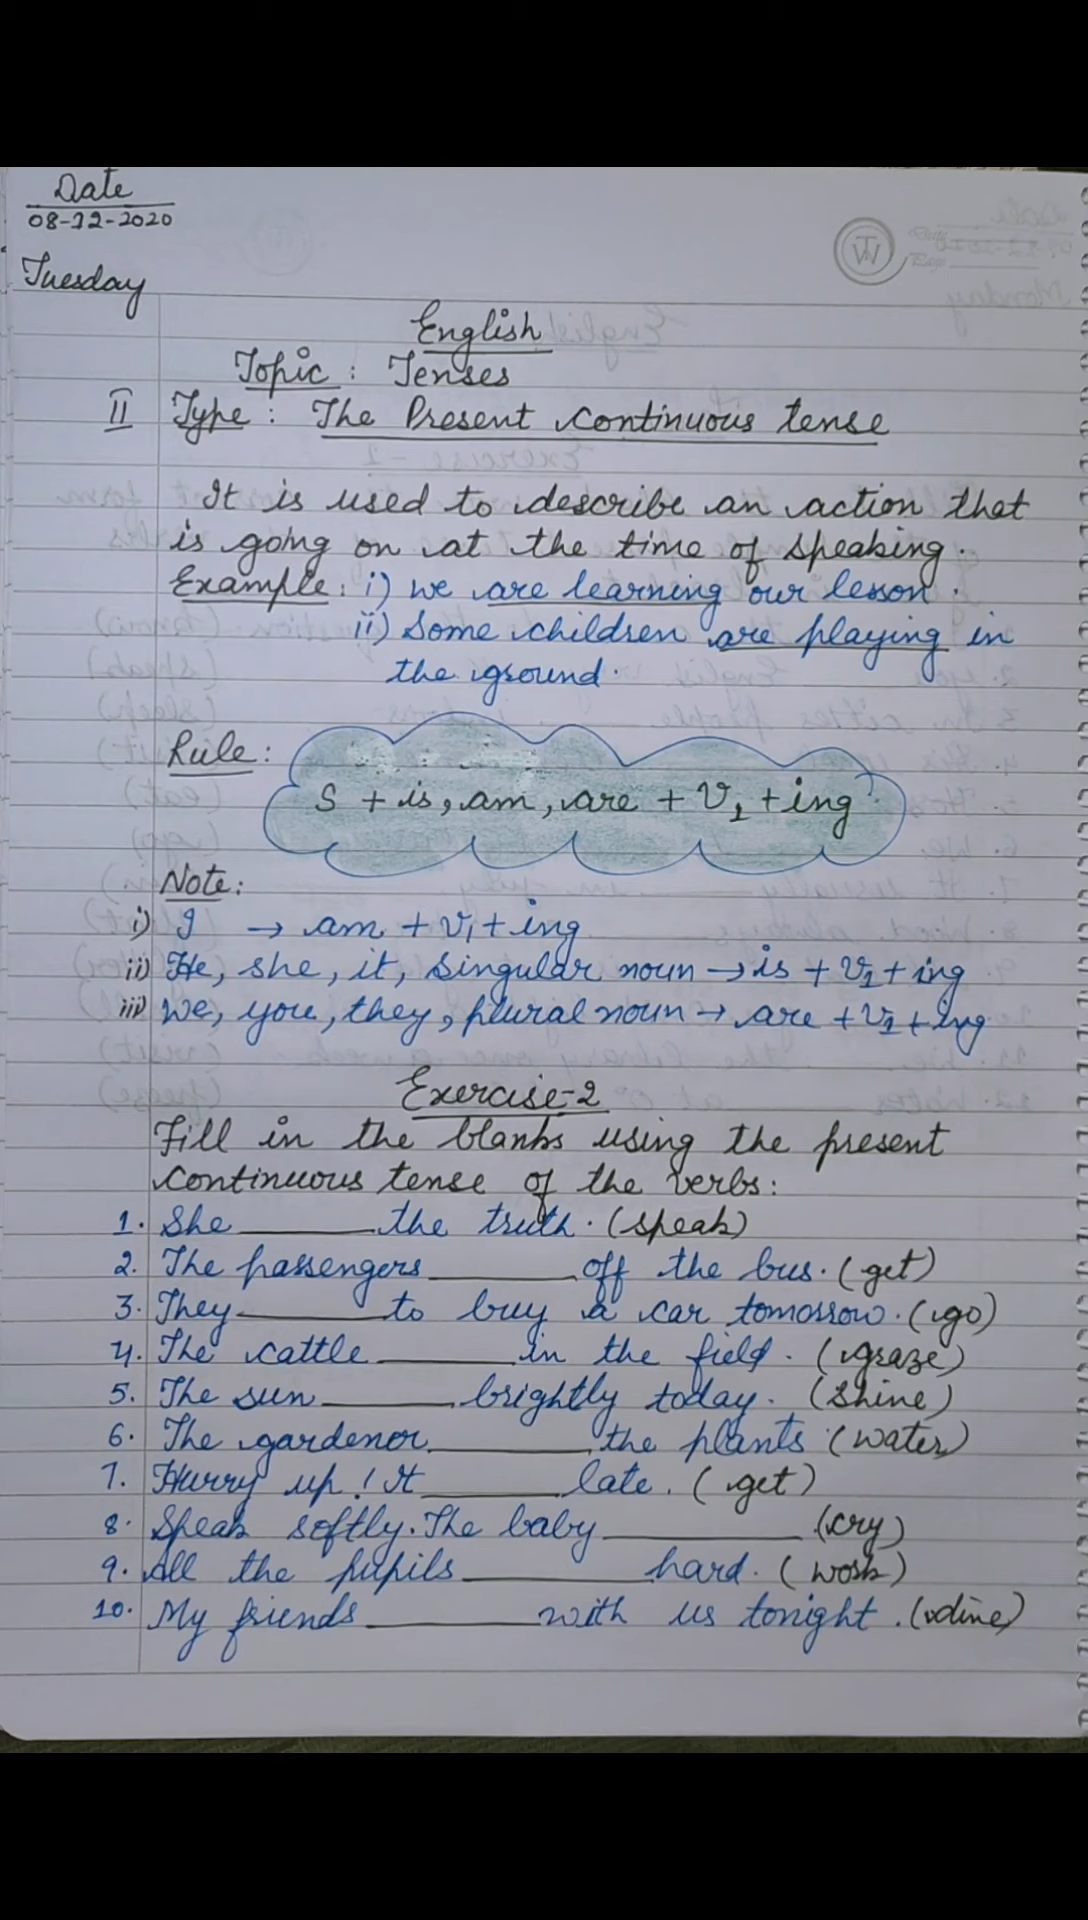 Date
08-12-2020
Tuesday
English
Topic: Tenses
II Type: The Present continuous tense
It is used to describe an action that
is going on at the time of speaking.
Example: i) we are learning our lesson.
ii) Some children are playing in
the ground.
Rule:
S + is, am, are + V1 + ing
Note:
i) I → am + V1 + ing
ii) He, she, it, singular noun → is + V1 + ing
iii) We, you, they, plural noun → are + V1 + ing
Exercise-2
Fill in the blanks using the present
continuous tense of the verbs:
1. She ______ the truth. (speak)
2. The passengers ______ off the bus. (get)
3. They ______ to buy a car tomorrow. (go)
4. The cattle ______ in the field. (graze)
5. The sun ______ brightly today. (shine)
6. The gardenor ______ the plants (water)
7. Hurry up! It ______ late. (get)
8. Speak softly. The baby ______ (cry)
9. All the pupils ______ hard. (work)
10. My friends ______ with us tonight. (dine)